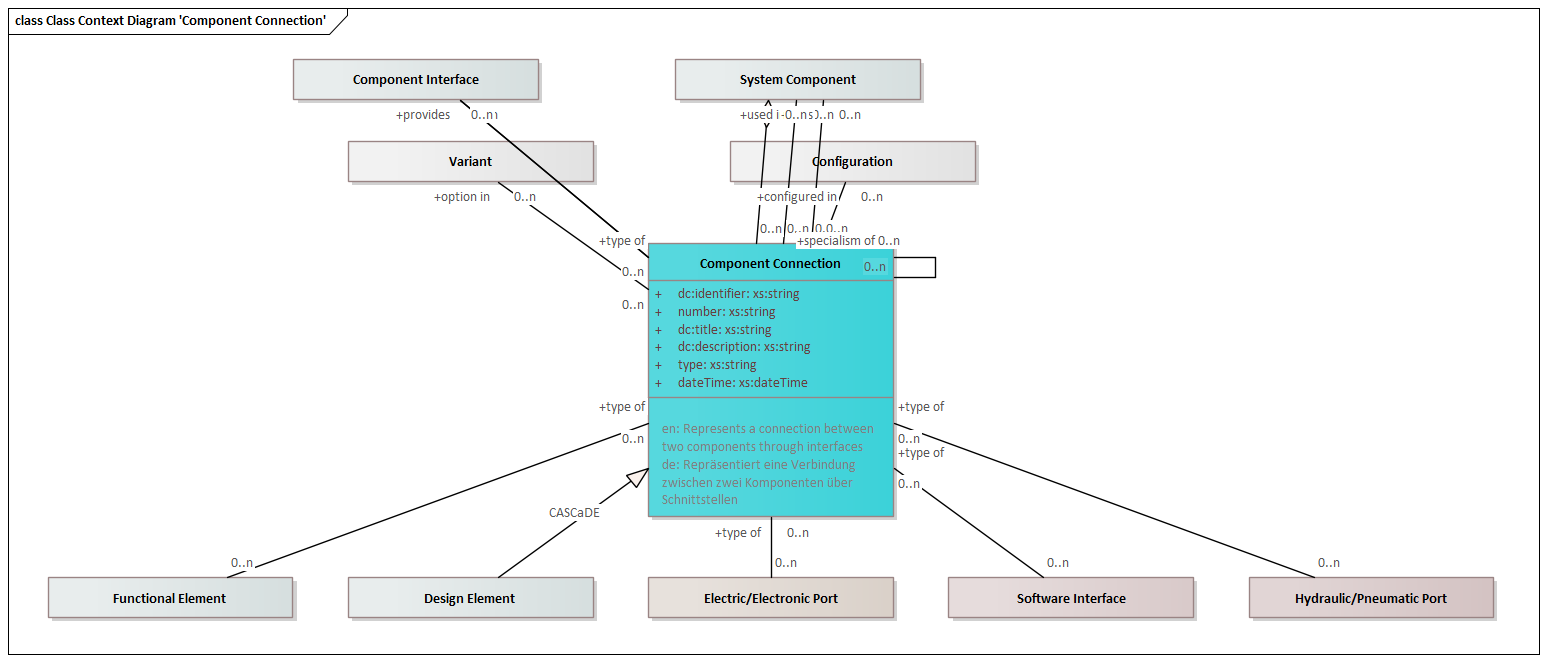 class Class Context Diagram 'Component Connection'
Component Interface
System Component
+provides 0..n
+used i 0..n 0..n 0..n
Variant
Configuration
+option in 0..n
+configured in 0..n
0..n 0..n 0..n
+type of
+specialism of 0..n
Component Connection 0..n
0..n
+ dc:identifier: xs:string
0..n
+ number: xs:string
+ dc:title: xs:string
+ dc:description: xs:string
+ type: xs:string
+ dateTime: xs:dateTime
+type of
+type of
en: Represents a connection between
two components through interfaces
de: Repräsentiert eine Verbindung
zwischen zwei Komponenten über
Schnittstellen
0..n
0..n
+type of
0..n
CASCaDE
+type of 0..n
0..n
0..n
0..n
0..n
Functional Element
Design Element
Electric/Electronic Port
Software Interface
Hydraulic/Pneumatic Port